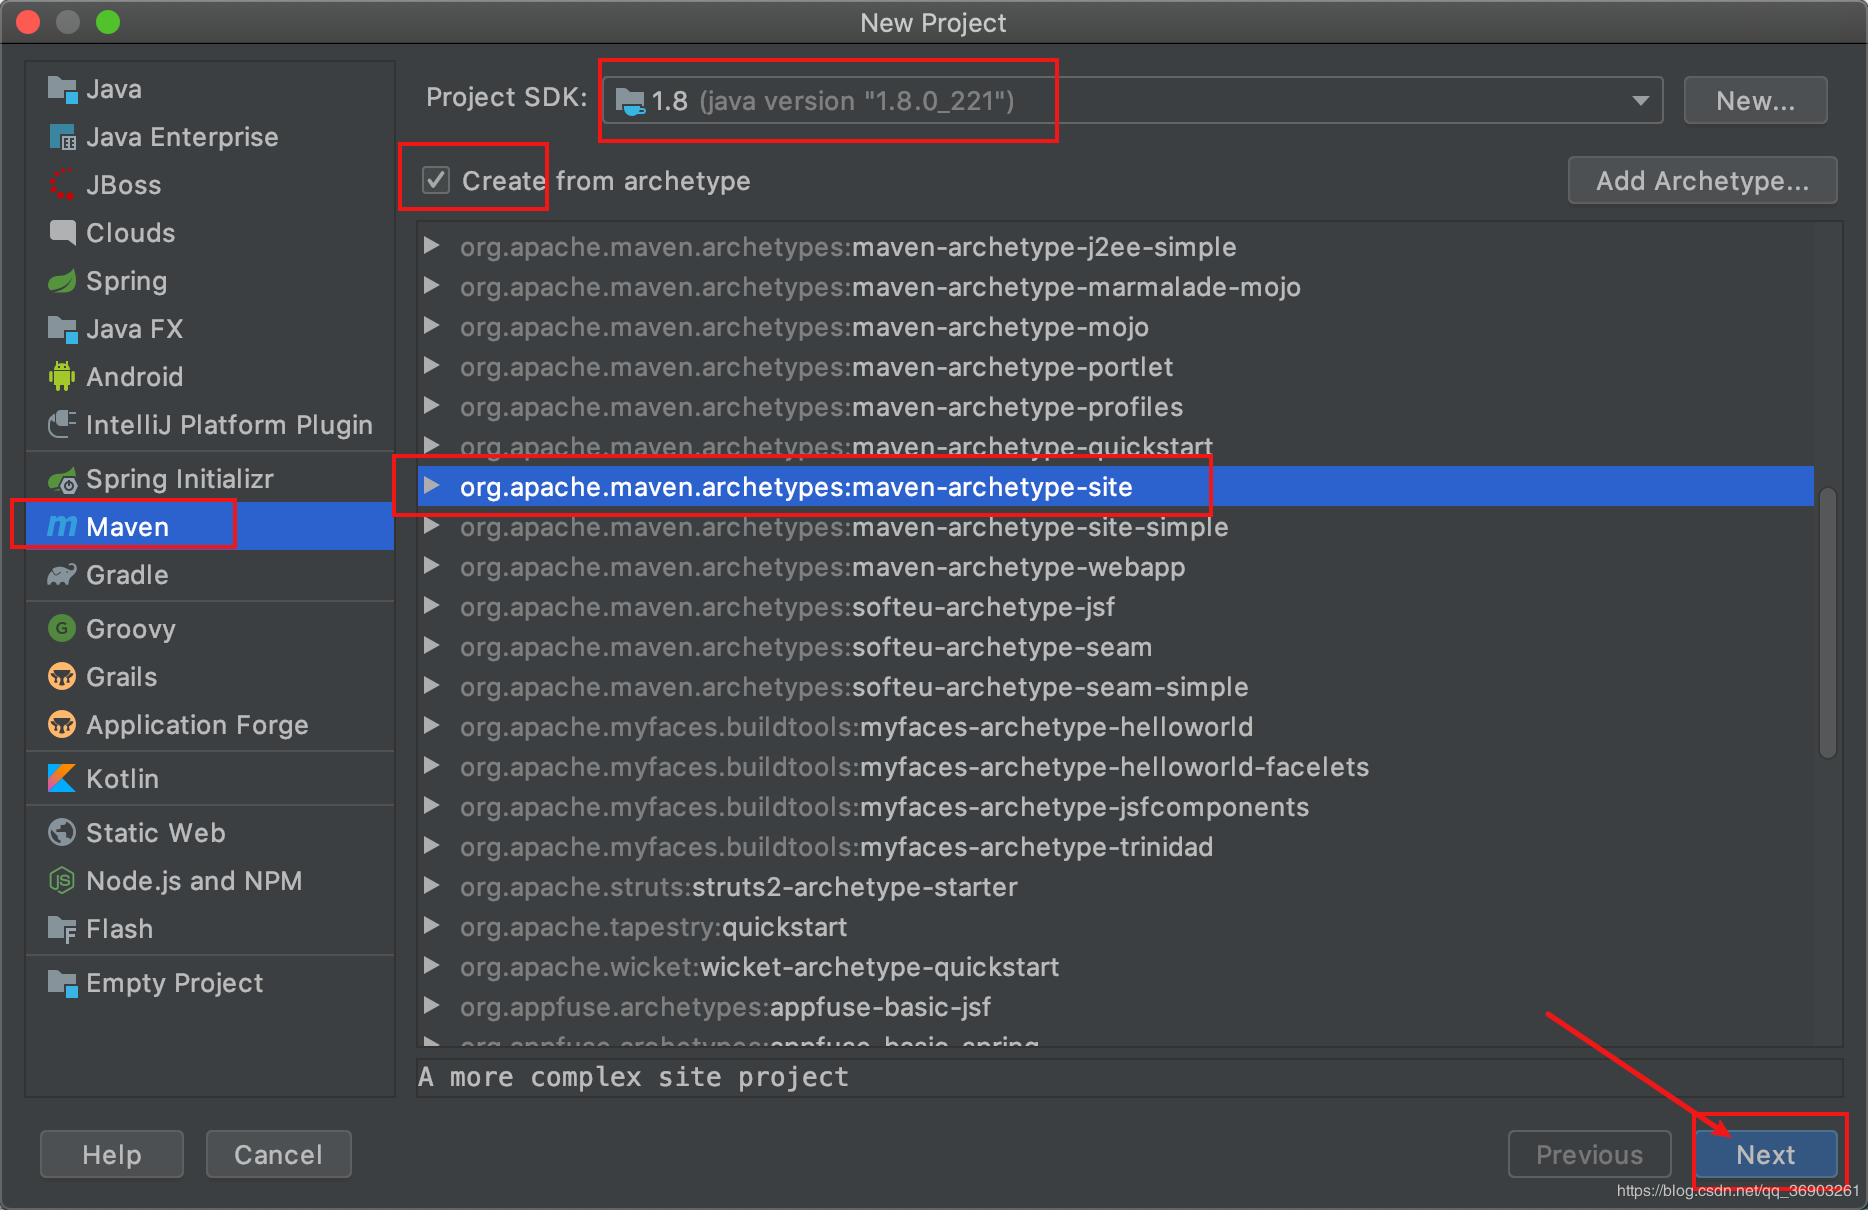 New Project
Java
Java Enterprise
JBoss
Clouds
Spring
Java FX
Android
IntelliJ Platform Plugin
Spring Initializr
Maven
Gradle
Groovy
Grails
Application Forge
Kotlin
Static Web
Node.js and NPM
Flash
Empty Project
Project SDK: 1.8 (java version "1.8.0_221") New...
Create from archetype Add Archetype...
org.apache.maven.archetypes:maven-archetype-j2ee-simple
org.apache.maven.archetypes:maven-archetype-marmalade-mojo
org.apache.maven.archetypes:maven-archetype-mojo
org.apache.maven.archetypes:maven-archetype-portlet
org.apache.maven.archetypes:maven-archetype-profiles
org.apache.maven.archetypes:maven-archetype-quickstart
org.apache.maven.archetypes:maven-archetype-site
org.apache.maven.archetypes:maven-archetype-site-simple
org.apache.maven.archetypes:maven-archetype-webapp
org.apache.maven.archetypes:softeu-archetype-jsf
org.apache.maven.archetypes:softeu-archetype-seam
org.apache.maven.archetypes:softeu-archetype-seam-simple
org.apache.myfaces.buildtools:myfaces-archetype-helloworld
org.apache.myfaces.buildtools:myfaces-archetype-helloworld-facelets
org.apache.myfaces.buildtools:myfaces-archetype-jsfcomponents
org.apache.myfaces.buildtools:myfaces-archetype-trinidad
org.apache.struts:struts2-archetype-starter
org.apache.tapestry:quickstart
org.apache.wicket:wicket-archetype-quickstart
org.appfuse.archetypes:appfuse-basic-jsf
org.appfuse.archetypes:appfuse-basic-spring
A more complex site project
Help Cancel Previous Next
https://blog.csdn.net/qq_36903261